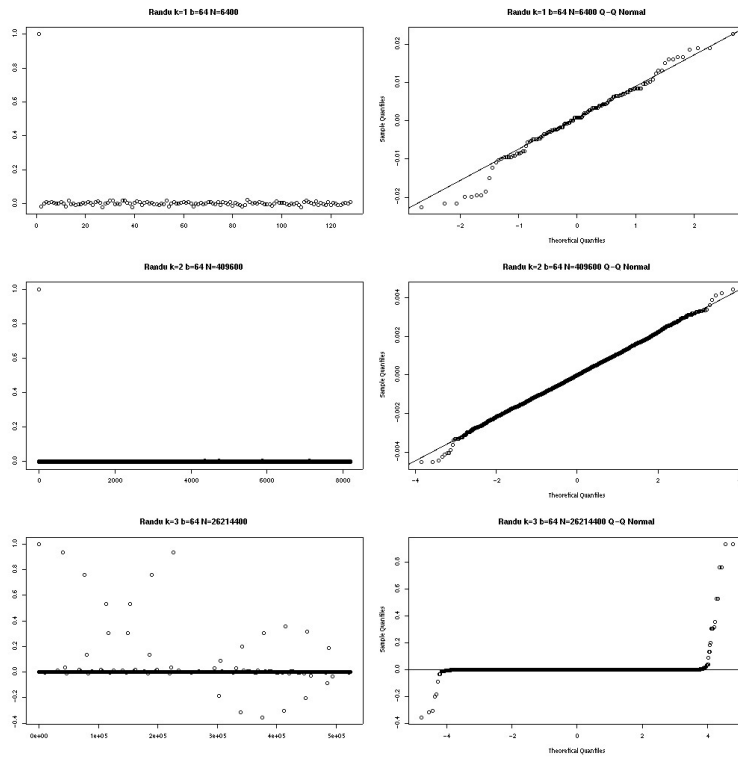 Randu k=1 b=64 N=6400
1.0
0.8
0.6
0.4
0.2
0.0
0 20 40 60 80 100 120
Randu k=1 b=64 N=6400 Q-Q Normal
Sample Quantiles
0.02
0.01
0.00
-0.01
-0.02
-2 -1 0 1 2
Theoretical Quantiles
Randu k=2 b=64 N=409600
1.0
0.8
0.6
0.4
0.2
0.0
0 2000 4000 6000 8000
Randu k=2 b=64 N=409600 Q-Q Normal
Sample Quantiles
0.004
0.002
0.000
-0.002
-0.004
-4 -2 0 2
Theoretical Quantiles
Randu k=3 b=64 N=26214400
1.0
0.8
0.6
0.4
0.2
0.0
-0.2
-0.4
0e+00 1e+05 2e+05 3e+05 4e+05 5e+05
Randu k=3 b=64 N=26214400 Q-Q Normal
Sample Quantiles
0.8
0.6
0.4
0.2
0.0
-0.2
-0.4
-4 -2 0 2 4
Theoretical Quantiles